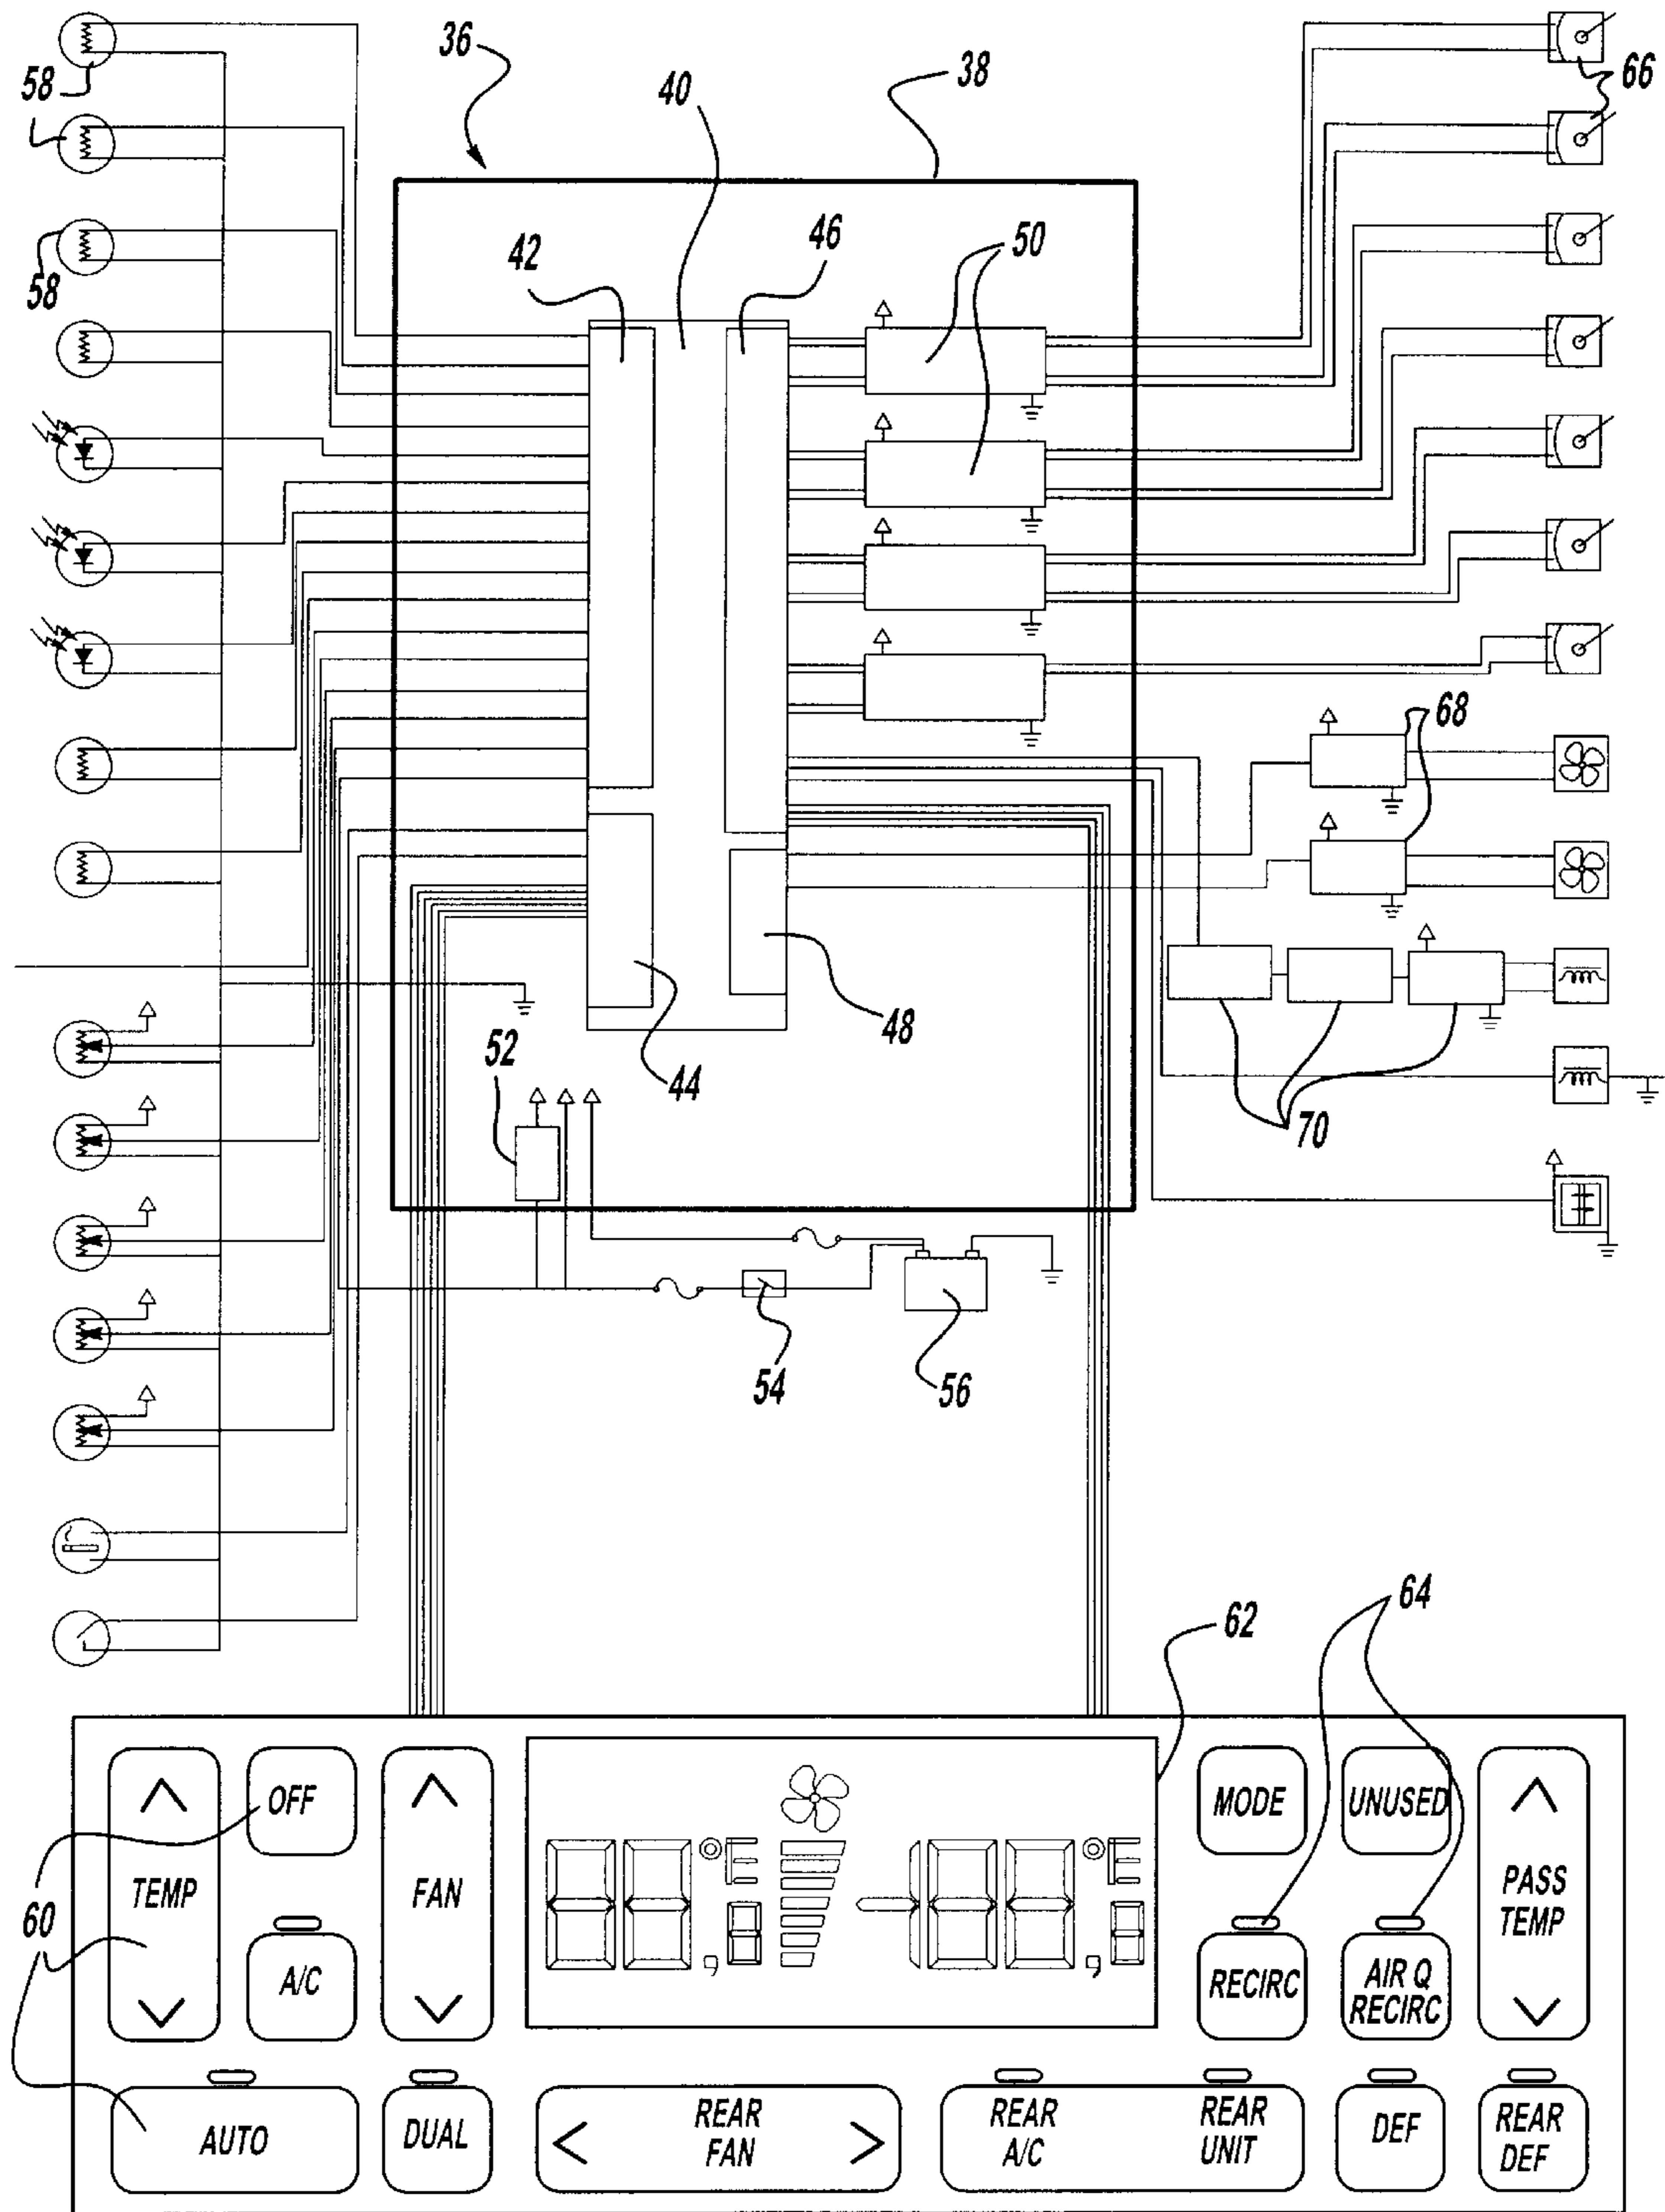 36
38
40
58
66
58
42
46
50
68
52
48
44
70
54
56
64
62
OFF
MODE
UNUSED
TEMP
FAN
PASS
TEMP
60
A/C
°F
°F
RECIRC
AIR Q
RECIRC
AUTO
DUAL
<
REAR
FAN
>
REAR
A/C
REAR
UNIT
DEF
REAR
DEF